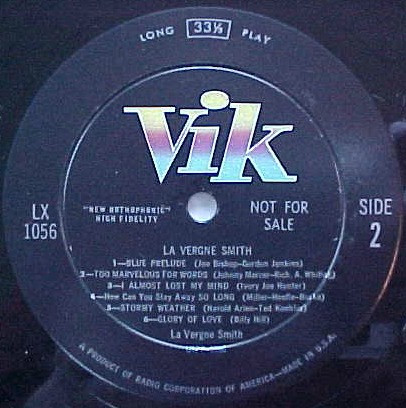 LONG 33⅓ PLAY
Vik
"NEW ORTHOPHONIC"
HIGH FIDELITY
NOT FOR
SALE
LX
1056
SIDE
2
LA VERGNE SMITH
1—BLUE PRELUDE (Joe Bishop-Gordon Jenkins)
2—TOO MARVELOUS FOR WORDS (Johnny Mercer-Rich. A. Whiting)
3—I ALMOST LOST MY MIND (Ivory Joe Hunter)
4—How Can You Stay Away SO LONG (Miller-
5—STORMY WEATHER (Harold Arlen-Ted Koehler)
6—GLORY OF LOVE (Billy Hill)
La Vergne Smith
A PRODUCT OF RADIO CORPORATION OF AMERICA—MADE IN U.S.A.